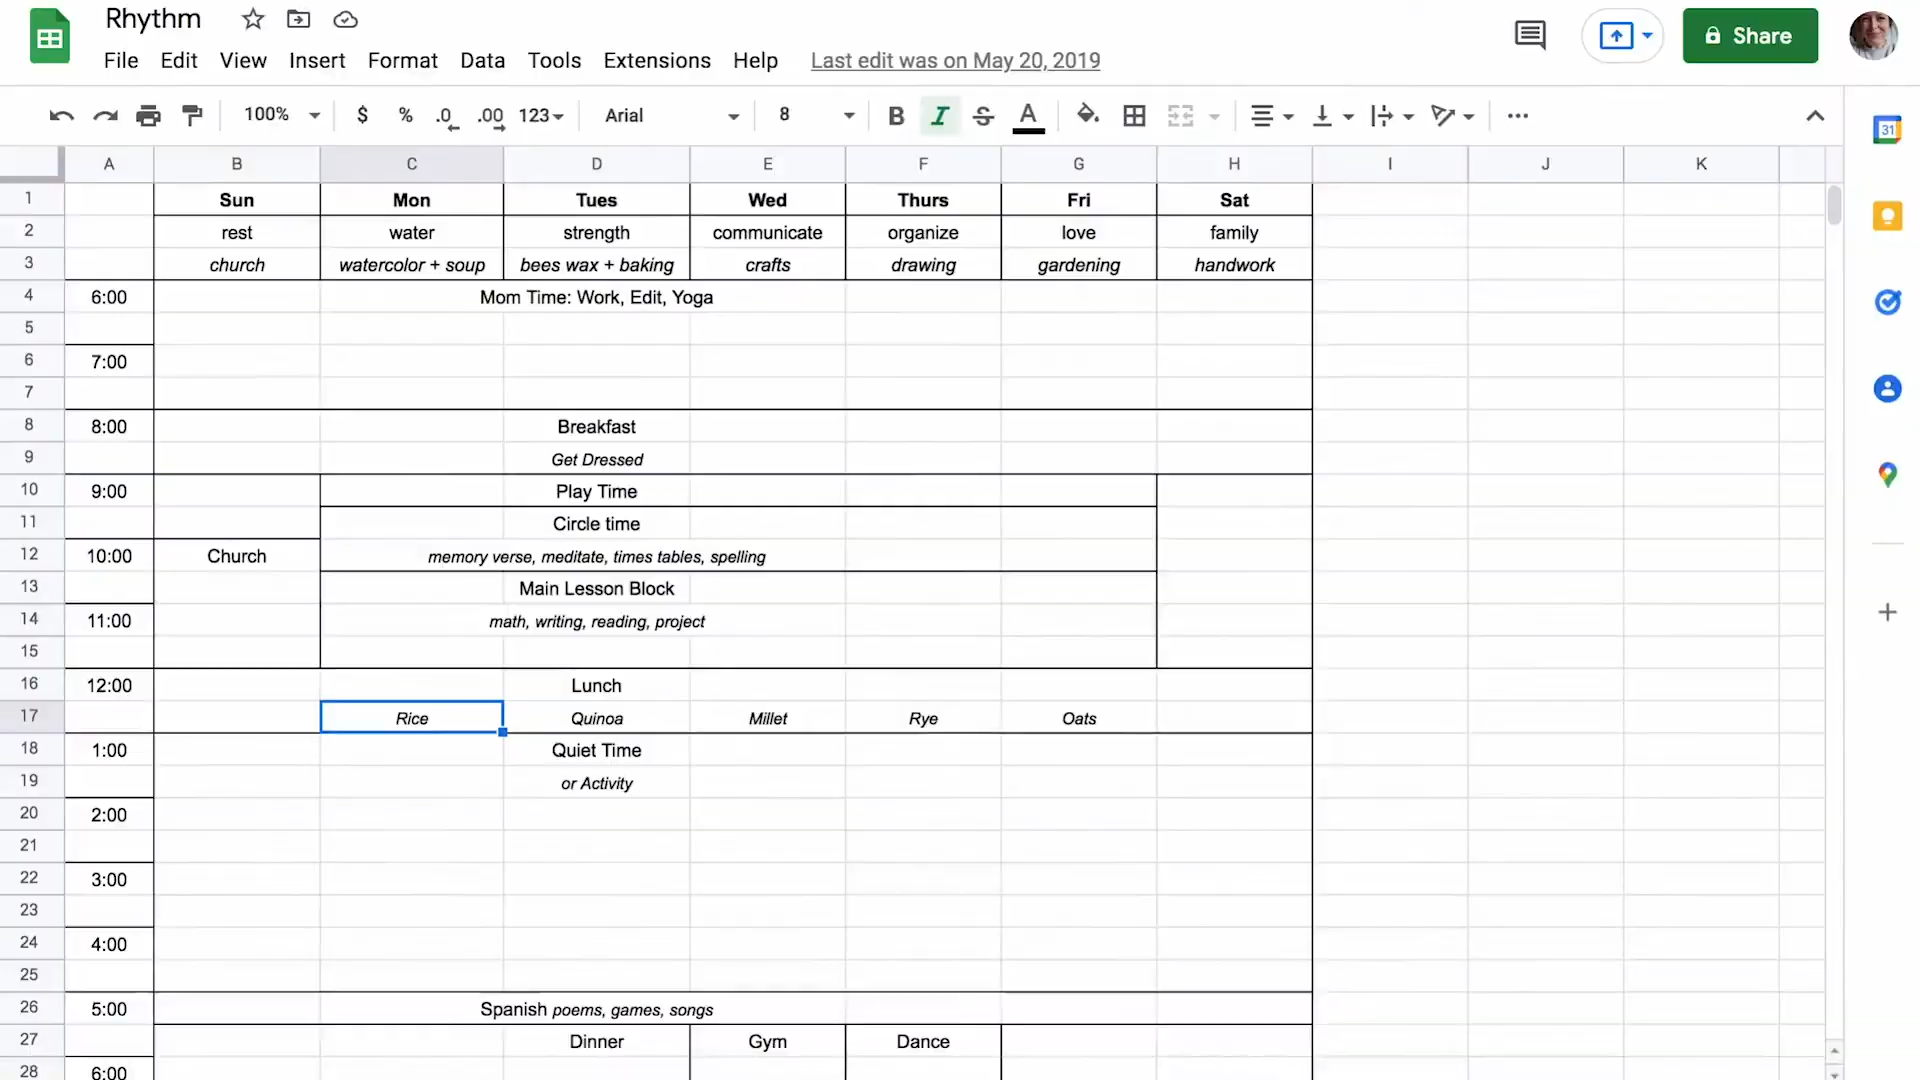 Rhythm
File Edit View Insert Format Data Tools Extensions Help Last edit was on May 20, 2019
Share
100% $ % .0 .00 123 Arial 8 B I S A
31
A B C D E F G H I J K
1 Sun Mon Tues Wed Thurs Fri Sat
2 rest water strength communicate organize love family
3 church watercolor + soup bees wax + baking crafts drawing gardening handwork
4 6:00 Mom Time: Work, Edit, Yoga
5
6 7:00
7
8 8:00 Breakfast
9 Get Dressed
10 9:00 Play Time
11 Circle time
12 10:00 Church memory verse, meditate, times tables, spelling
13 Main Lesson Block
14 11:00 math, writing, reading, project
15
16 12:00 Lunch
17 Rice Quinoa Millet Rye Oats
18 1:00 Quiet Time
19 or Activity
20 2:00
21
22 3:00
23
24 4:00
25
26 5:00 Spanish poems, games, songs
27 Dinner Gym Dance
28 6:00